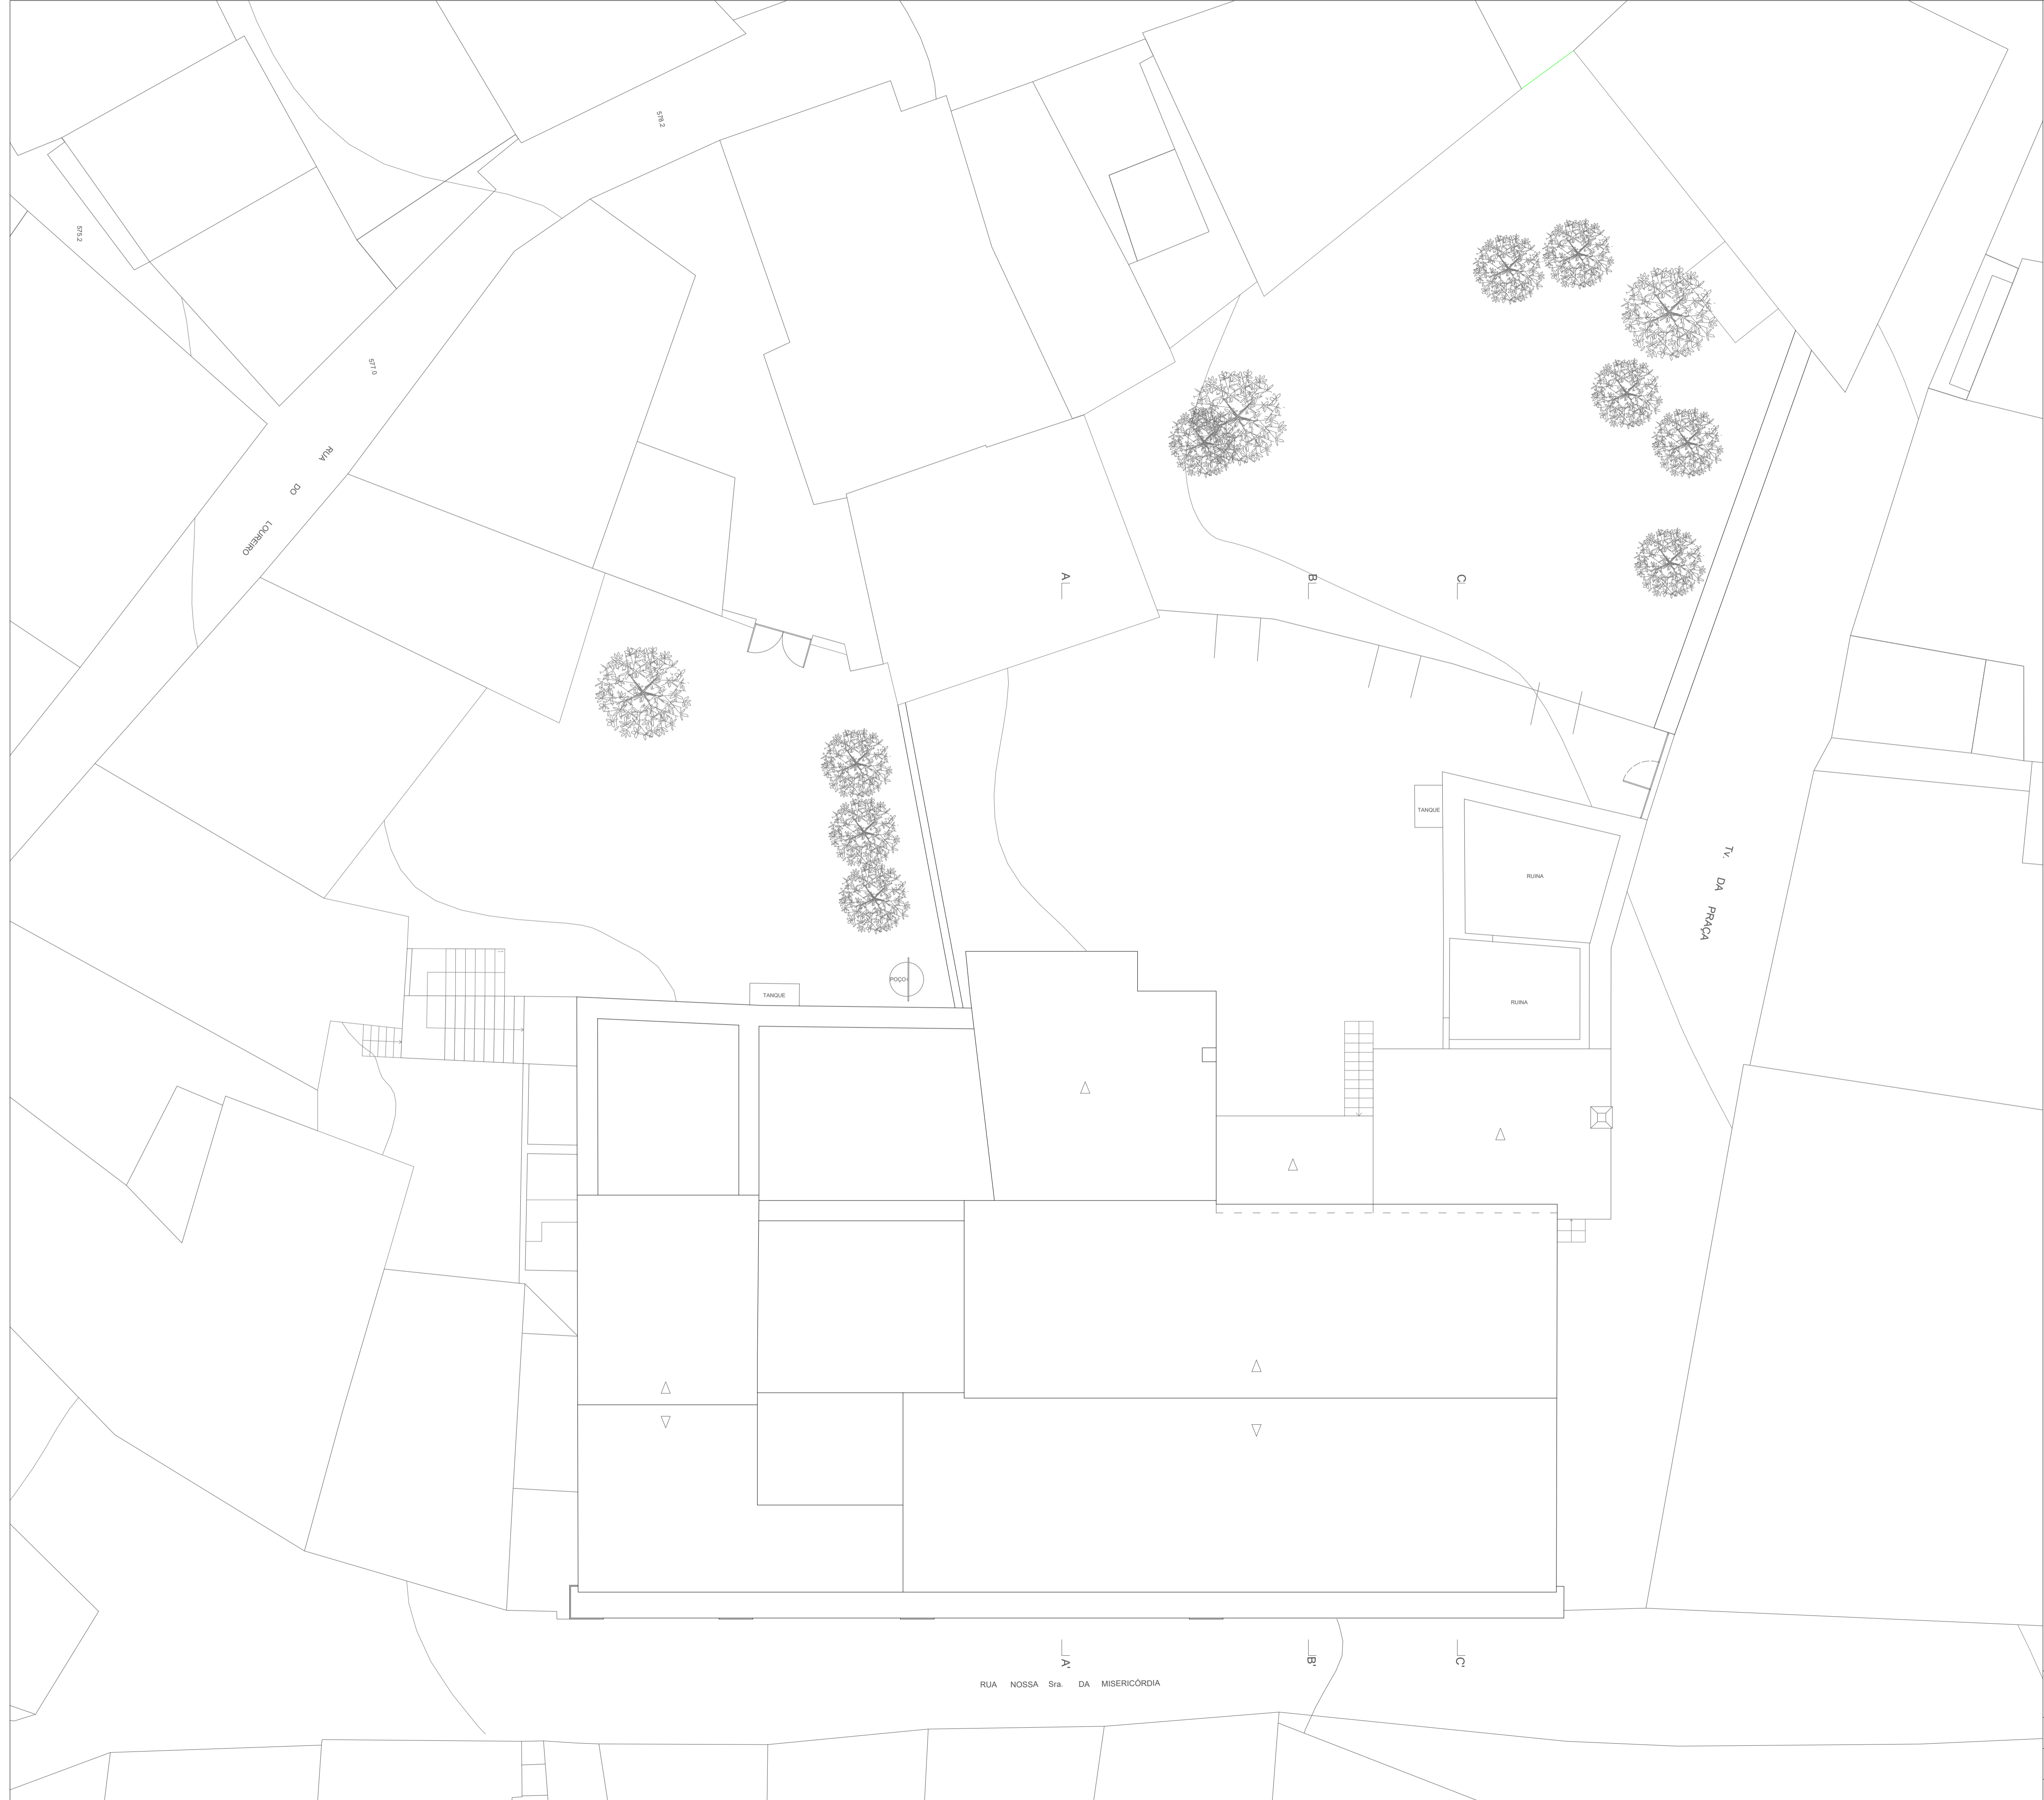 578.2
575.2
577.0
RUA DO LOUREIRO
A
B
C
TANQUE
RUINA
Tv. DA PRAÇA
POÇO
TANQUE
RUINA
A'
B'
C'
RUA NOSSA Sra. DA MISERICÓRDIA